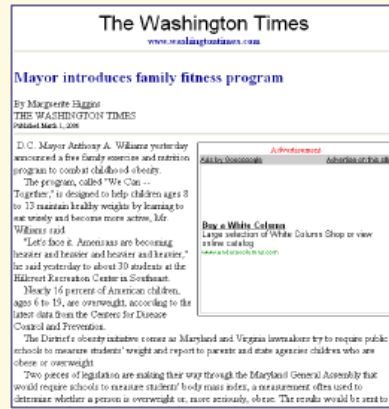 The Washington Times
www.washingtontimes.com
Mayor introduces family fitness program
By Marguerite Higgins
THE WASHINGTON TIMES
Published March 1, 2006
D.C. Mayor Anthony A. Williams yesterday
announced a free family exercise and nutrition
program to combat childhood obesity.
The program, called "We Can --
Together," is designed to help children ages 8
to 13 maintain healthy weights by learning to
eat wisely and become more active, Mr.
Williams said.
"Let's face it. Americans are becoming
heavier and heavier and heavier and heavier,"
he said yesterday to about 30 students at the
Hillcrest Recreation Center in Southeast.
Nearly 16 percent of American children,
ages 6 to 19, are overweight, according to the
latest data from the Centers for Disease
Control and Prevention.
Advertisement
Ads by
Advertise on this site
Buy a White Column
Large selection of White Column Shop or view
online catalog
The District's obesity initiative comes as Maryland and Virginia lawmakers try to require public
schools to measure students' weight and report to parents and state agencies children who are
obese or overweight.
Two pieces of legislation are making their way through the Maryland General Assembly that
would require schools to measure students' body mass index, a measurement often used to
determine whether a person is overweight or, more seriously, obese. The results would be sent to